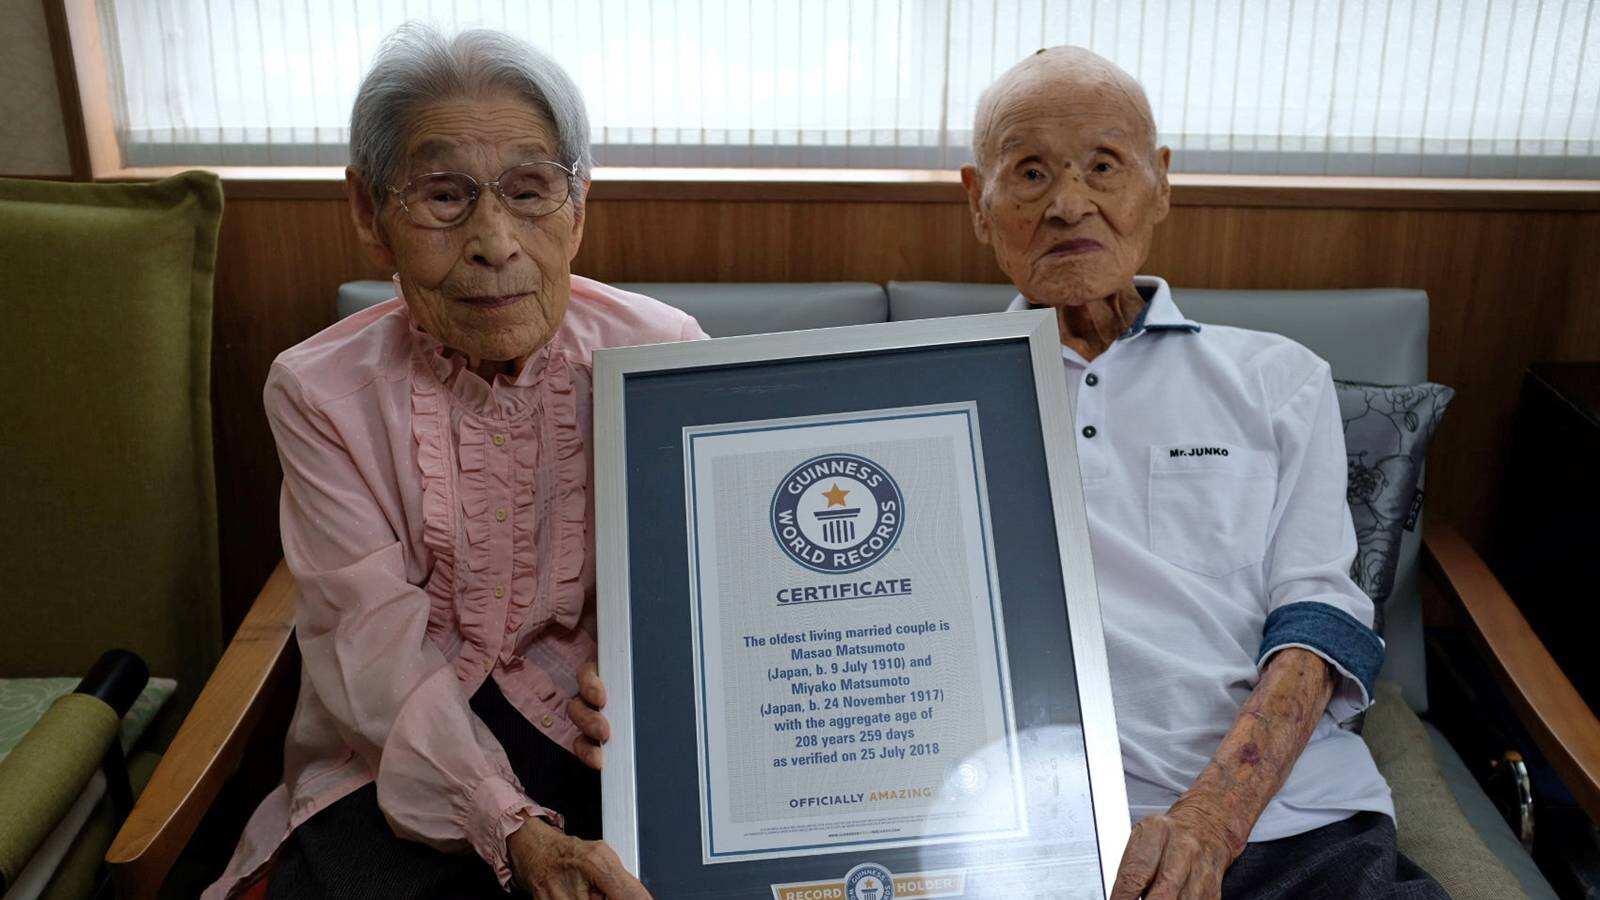 Mr. JUNKO
GUINNESS
WORLD RECORDS
CERTIFICATE
The oldest living married couple is
Masao Matsumoto
(Japan, b. 9 July 1910) and
Miyako Matsumoto
(Japan, b. 24 November 1917)
with the aggregate age of
208 years 259 days
as verified on 25 July 2018
OFFICIALLY AMAZING
RECORD HOLDER
GUINNESS